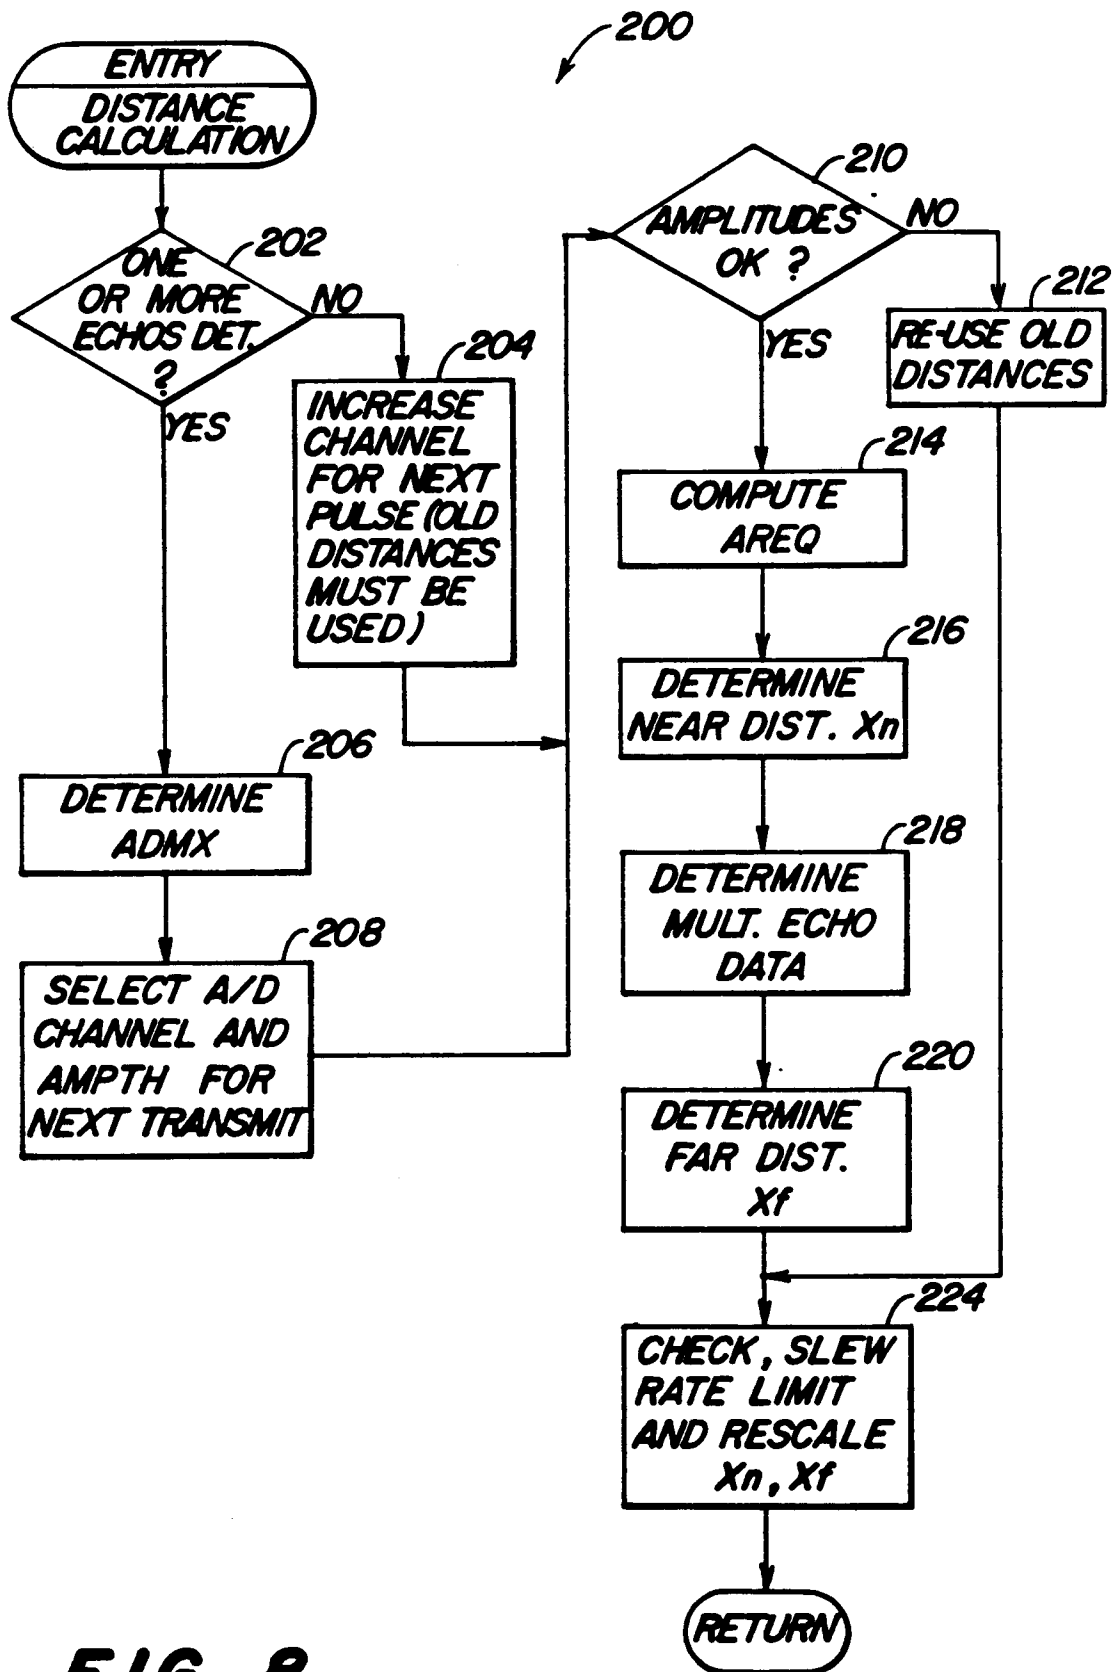 200
ENTRY
DISTANCE
CALCULATION
202
ONE
OR MORE
ECHOS DET.
?
NO
YES
204
INCREASE
CHANNEL
FOR NEXT
PULSE (OLD
DISTANCES
MUST BE
USED)
206
DETERMINE
ADMX
208
SELECT A/D
CHANNEL AND
AMPTH FOR
NEXT TRANSMIT
210
AMPLITUDES
OK ?
NO
YES
212
RE-USE OLD
DISTANCES
214
COMPUTE
AREQ
216
DETERMINE
NEAR DIST. Xn
218
DETERMINE
MULT. ECHO
DATA
220
DETERMINE
FAR DIST.
Xf
224
CHECK, SLEW
RATE LIMIT
AND RESCALE
Xn, Xf
RETURN